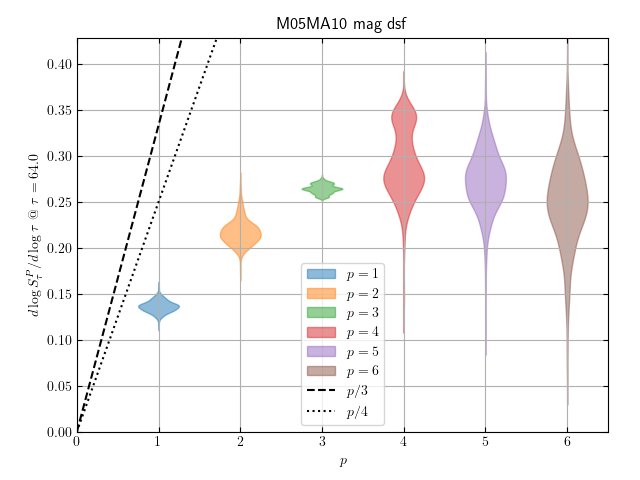 M05MA10 mag dsf
d log S_τ^p / d log τ @ τ = 64.0
0.40
0.35
0.30
0.25
0.20
0.15
0.10
0.05
0.00
0 1 2 3 4 5 6
p
p = 1
p = 2
p = 3
p = 4
p = 5
p = 6
p/3
p/4